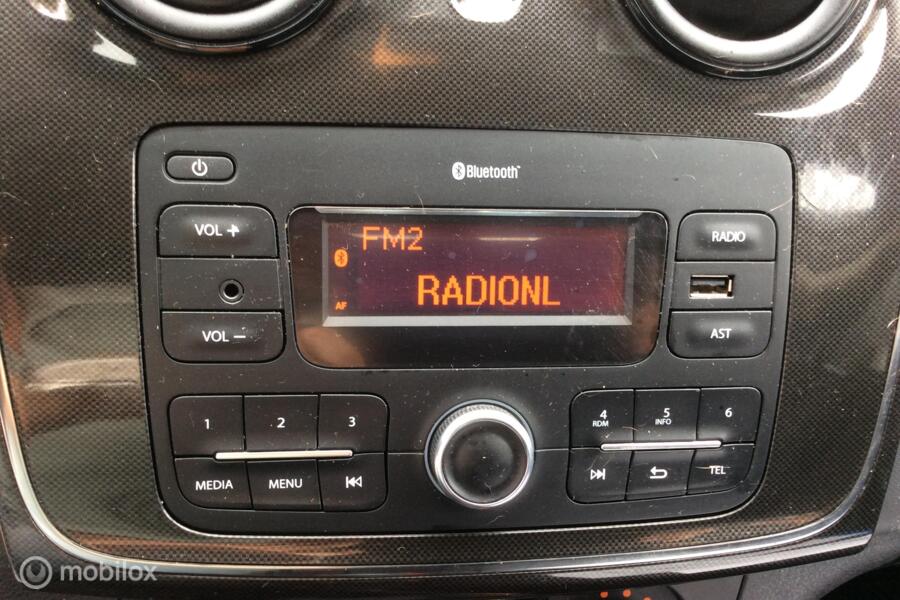 Bluetooth™
VOL +
FM2
RADIO
RADIONL
AF
VOL −
AST
1 2 3
4 RDM
5 INFO
6
MEDIA MENU
TEL
mobilox